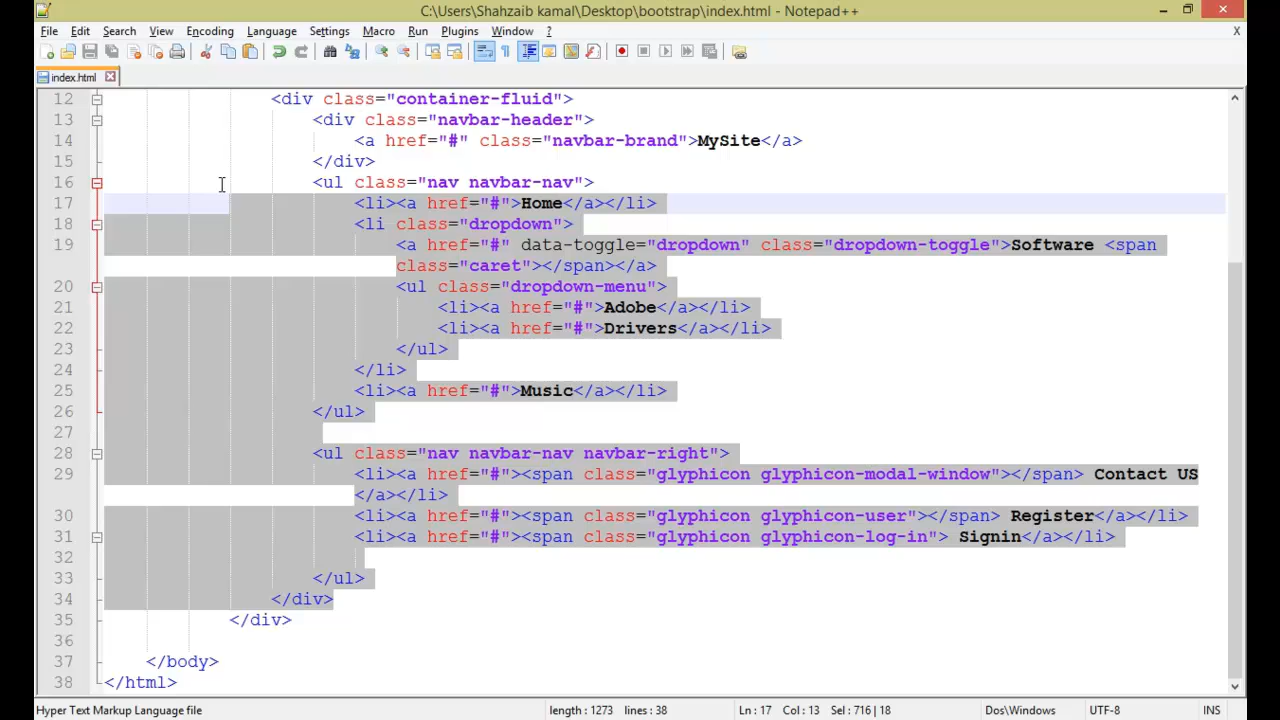 C:\Users\Shahzaib kamal\Desktop\bootstrap\index.html - Notepad++
File Edit Search View Encoding Language Settings Macro Run Plugins Window ? X
index.html
12 <div class="container-fluid">
13 <div class="navbar-header">
14 <a href="#" class="navbar-brand">MySite</a>
15 </div>
16 <ul class="nav navbar-nav">
17 <li><a href="#">Home</a></li>
18 <li class="dropdown">
19 <a href="#" data-toggle="dropdown" class="dropdown-toggle">Software <span
class="caret"></span></a>
20 <ul class="dropdown-menu">
21 <li><a href="#">Adobe</a></li>
22 <li><a href="#">Drivers</a></li>
23 </ul>
24 </li>
25 <li><a href="#">Music</a></li>
26 </ul>
27
28 <ul class="nav navbar-nav navbar-right">
29 <li><a href="#"><span class="glyphicon glyphicon-modal-window"></span> Contact US
</a></li>
30 <li><a href="#"><span class="glyphicon glyphicon-user"></span> Register</a></li>
31 <li><a href="#"><span class="glyphicon glyphicon-log-in"> Signin</a></li>
32
33 </ul>
34 </div>
35 </div>
36
37 </body>
38 </html>
Hyper Text Markup Language file length : 1273 lines : 38 Ln : 17 Col : 13 Sel : 716 | 18 Dos\Windows UTF-8 INS